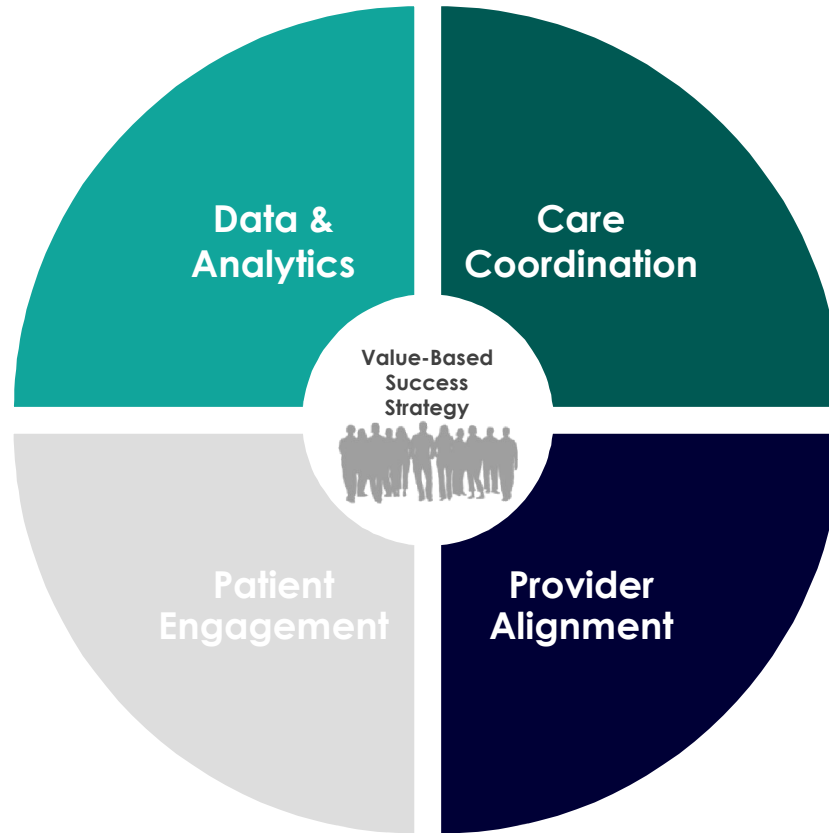 Data &
Analytics
Care
Coordination
Value-Based
Success
Strategy
Patient
Engagement
Provider
Alignment